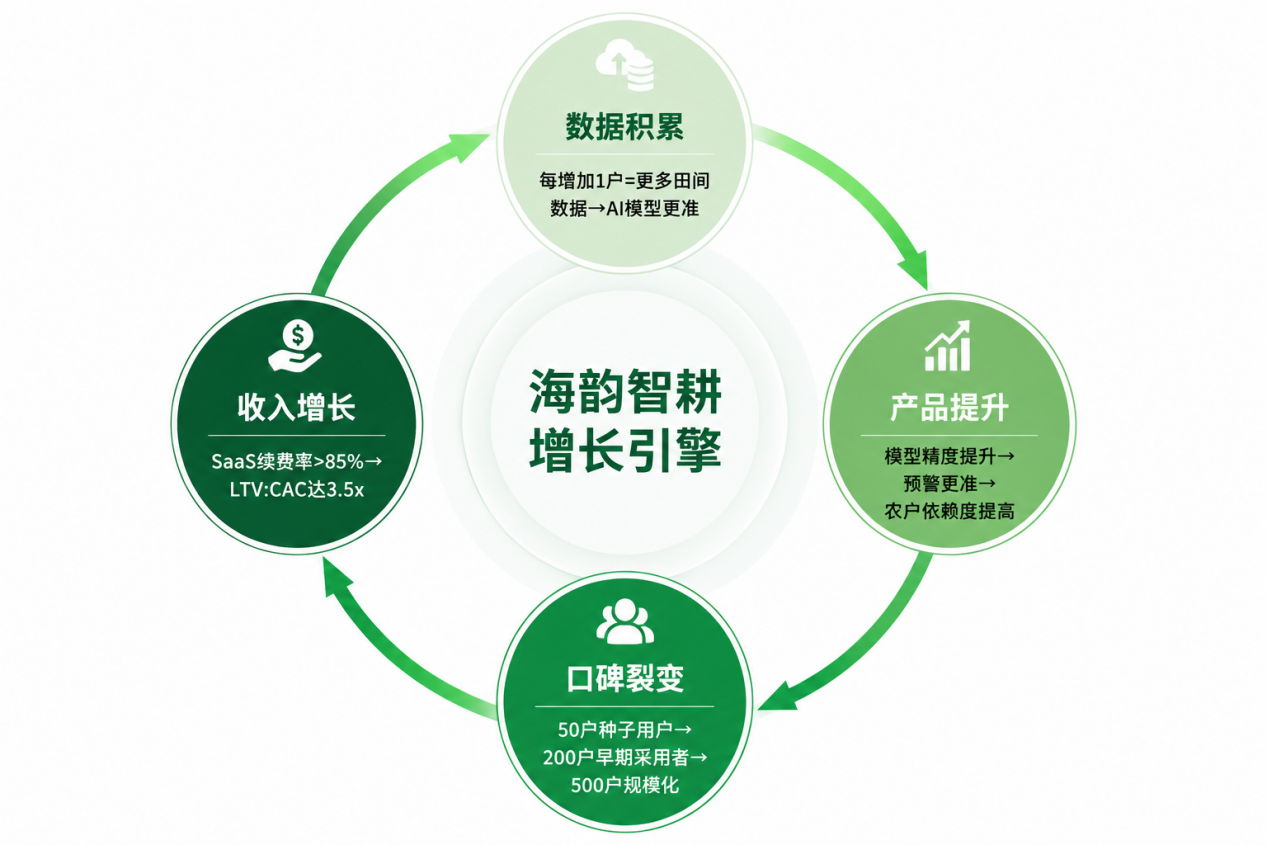 数据积累
每增加1户=更多田间
数据→AI模型更准
海韵智耕
增长引擎
收入增长
SaaS续费率>85%→
LTV:CAC达3.5x
产品提升
模型精度提升→
预警更准→
农户依赖度提高
口碑裂变
50户种子用户→
200户早期采用者→
500户规模化